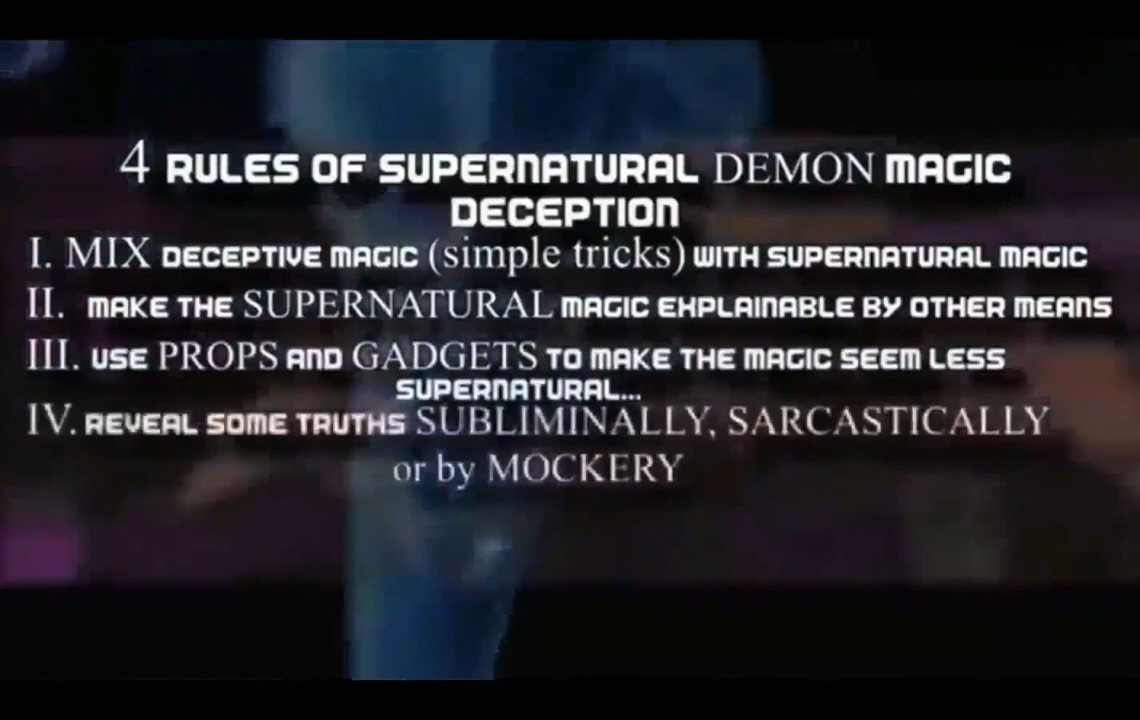 4 RULES OF SUPERNATURAL DEMON MAGIC
DECEPTION
I. MIX DECEPTIVE MAGIC (simple tricks) WITH SUPERNATURAL MAGIC
II. MAKE THE SUPERNATURAL MAGIC EXPLAINABLE BY OTHER MEANS
III. USE PROPS AND GADGETS TO MAKE THE MAGIC SEEM LESS
SUPERNATURAL...
IV. REVEAL SOME TRUTHS SUBLIMINALLY, SARCASTICALLY
or by MOCKERY